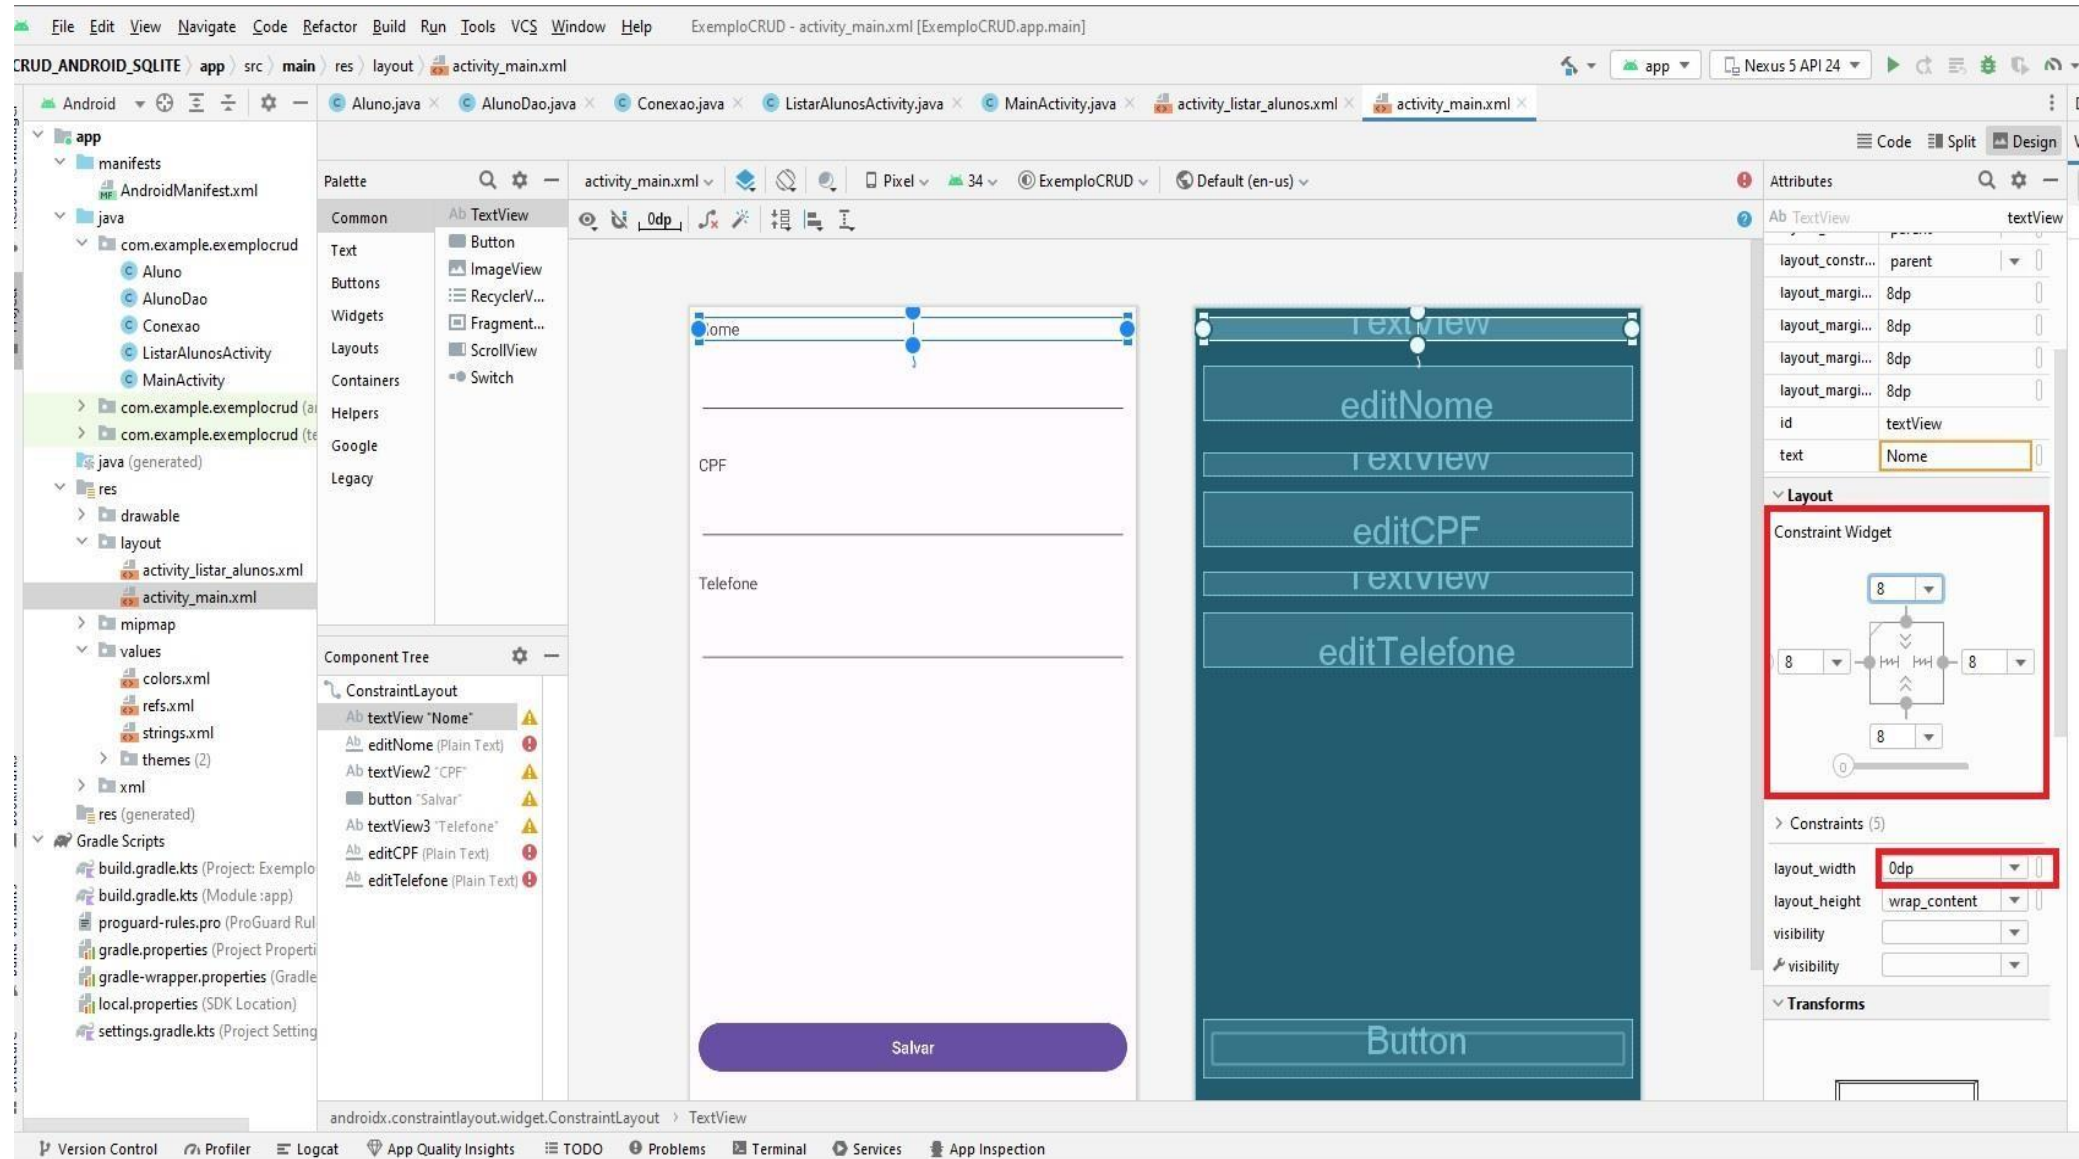 File Edit View Navigate Code Refactor Build Run Tools VCS Window Help ExemploCRUD - activity_main.xml [ExemploCRUD.app.main]
CRUD_ANDROID_SQLITE app src main res layout activity_main.xml
app Nexus 5 API 24
Android
Aluno.java AlunoDao.java Conexao.java ListarAlunosActivity.java MainActivity.java activity_listar_alunos.xml activity_main.xml
Code Split Design
app
manifests
AndroidManifest.xml
java
com.example.exemplocrud
Aluno
AlunoDao
Conexao
ListarAlunosActivity
MainActivity
com.example.exemplocrud
com.example.exemplocrud
java (generated)
res
drawable
layout
activity_listar_alunos.xml
activity_main.xml
mipmap
values
colors.xml
refs.xml
strings.xml
themes (2)
xml
res (generated)
Gradle Scripts
build.gradle.kts (Project: Exemplo
build.gradle.kts (Module :app)
proguard-rules.pro (ProGuard Rul
gradle.properties (Project Properti
gradle-wrapper.properties (Gradle
local.properties (SDK Location)
settings.gradle.kts (Project Setting
Palette
Common
Text
Buttons
Widgets
Layouts
Containers
Helpers
Google
Legacy
Ab TextView
Button
ImageView
RecyclerV...
Fragment...
ScrollView
Switch
Component Tree
ConstraintLayout
Ab textView "Nome"
Ab editNome (Plain Text)
Ab textView2 "CPF"
button "Salvar"
Ab textView3 "Telefone"
Ab editCPF (Plain Text)
Ab editTelefone (Plain Text)
activity_main.xml Pixel 34 ExemploCRUD Default (en-us)
0dp
ome
CPF
Telefone
Salvar
TextView
editNome
TextView
editCPF
TextView
editTelefone
Button
Attributes
Ab TextView textView
layout_constr... parent
layout_margi... 8dp
layout_margi... 8dp
layout_margi... 8dp
layout_margi... 8dp
id textView
text Nome
Layout
Constraint Widget
8
8 8
8
0
Constraints (5)
layout_width 0dp
layout_height wrap_content
visibility
visibility
Transforms
androidx.constraintlayout.widget.ConstraintLayout TextView
Version Control Profiler Logcat App Quality Insights TODO Problems Terminal Services App Inspection